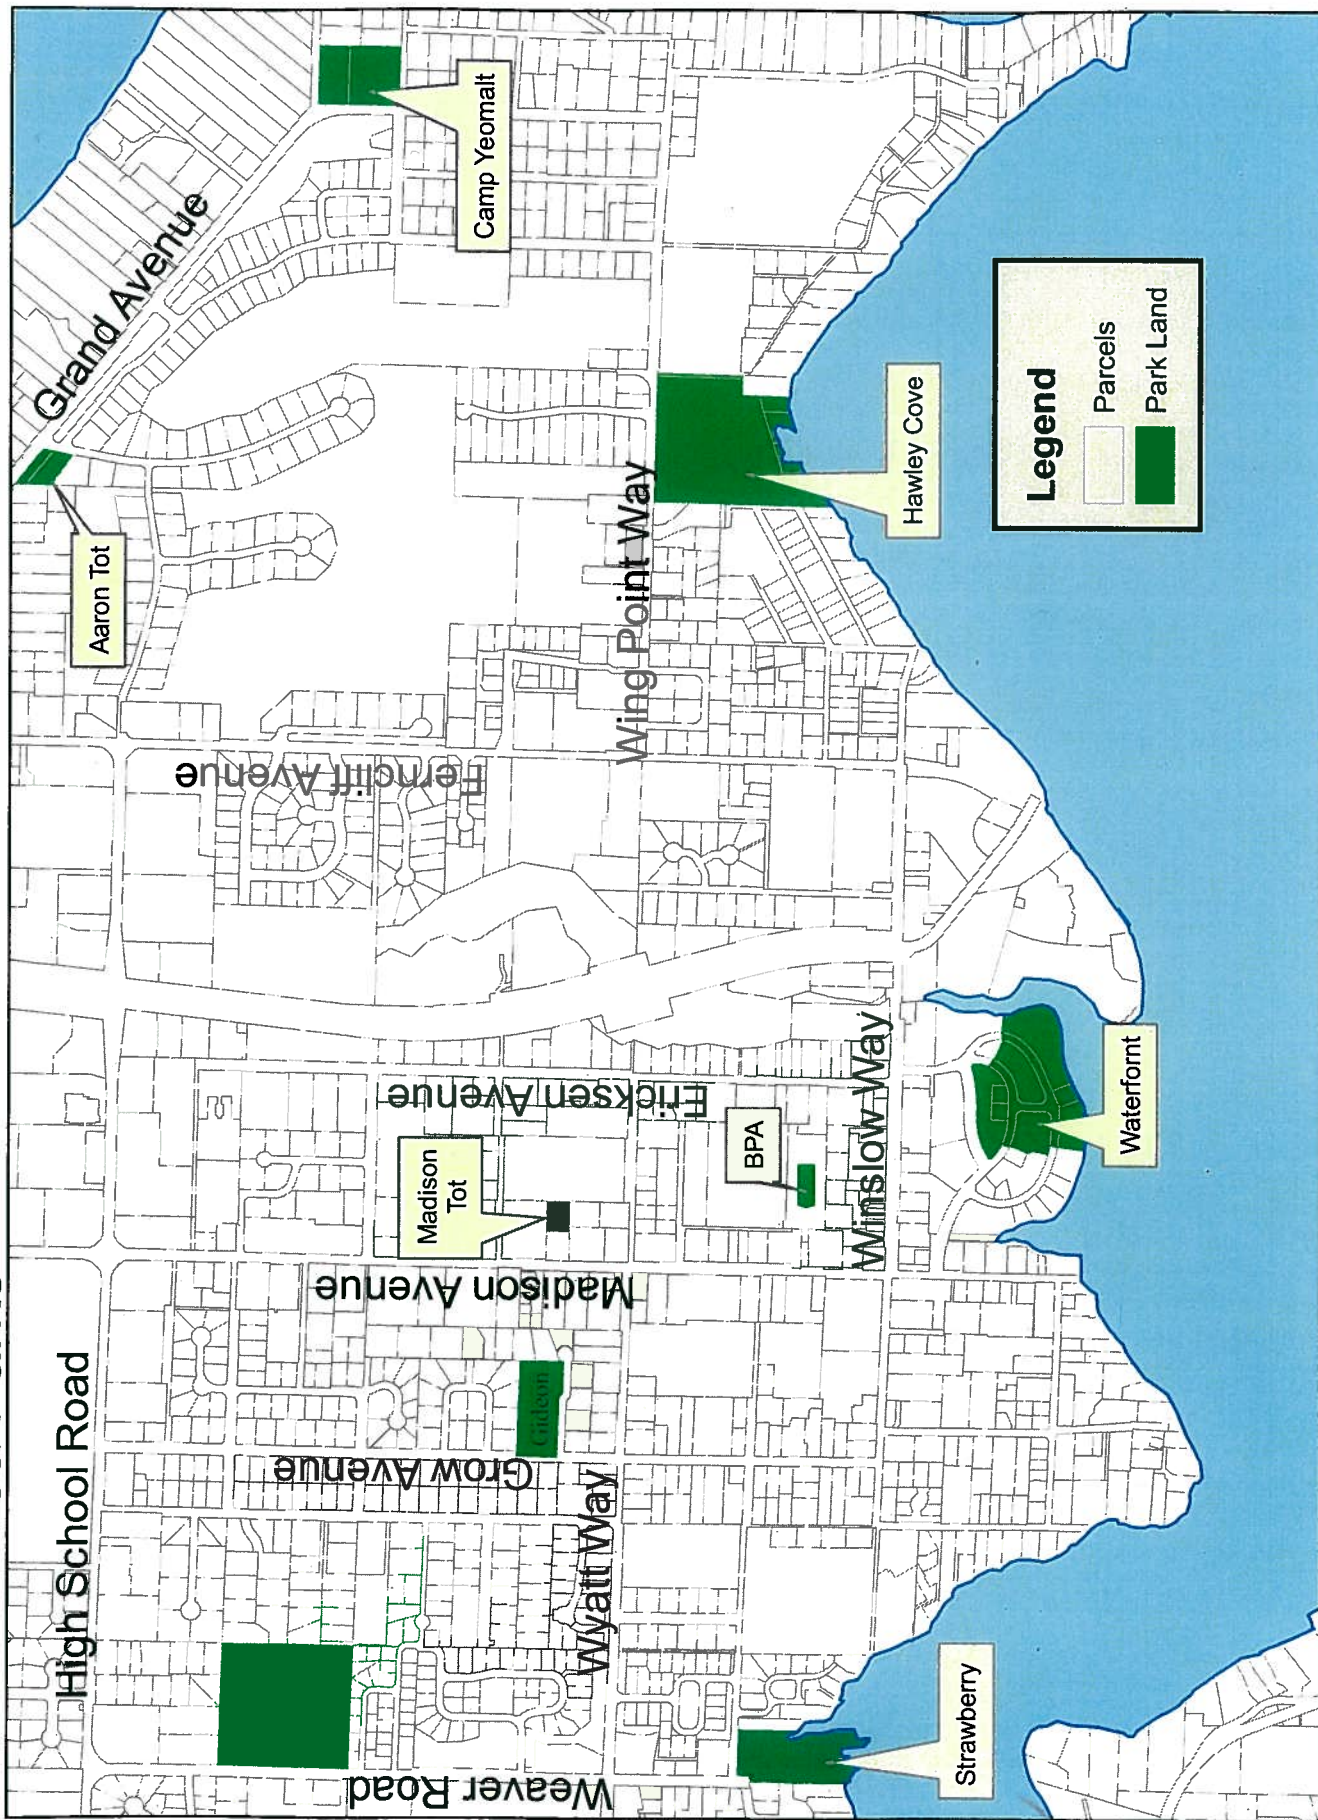 High School Road
Weaver Road
Grow Avenue
Gideon
Wyatt Way
Strawberry
Madison
Tot
Madison Avenue
Ericksen Avenue
BPA
Winslow Way
Waterfornt
Ferncliff Avenue
Wing Point Way
Aaron Tot
Grand Avenue
Camp Yeomalt
Hawley Cove
Legend
Parcels
Park Land